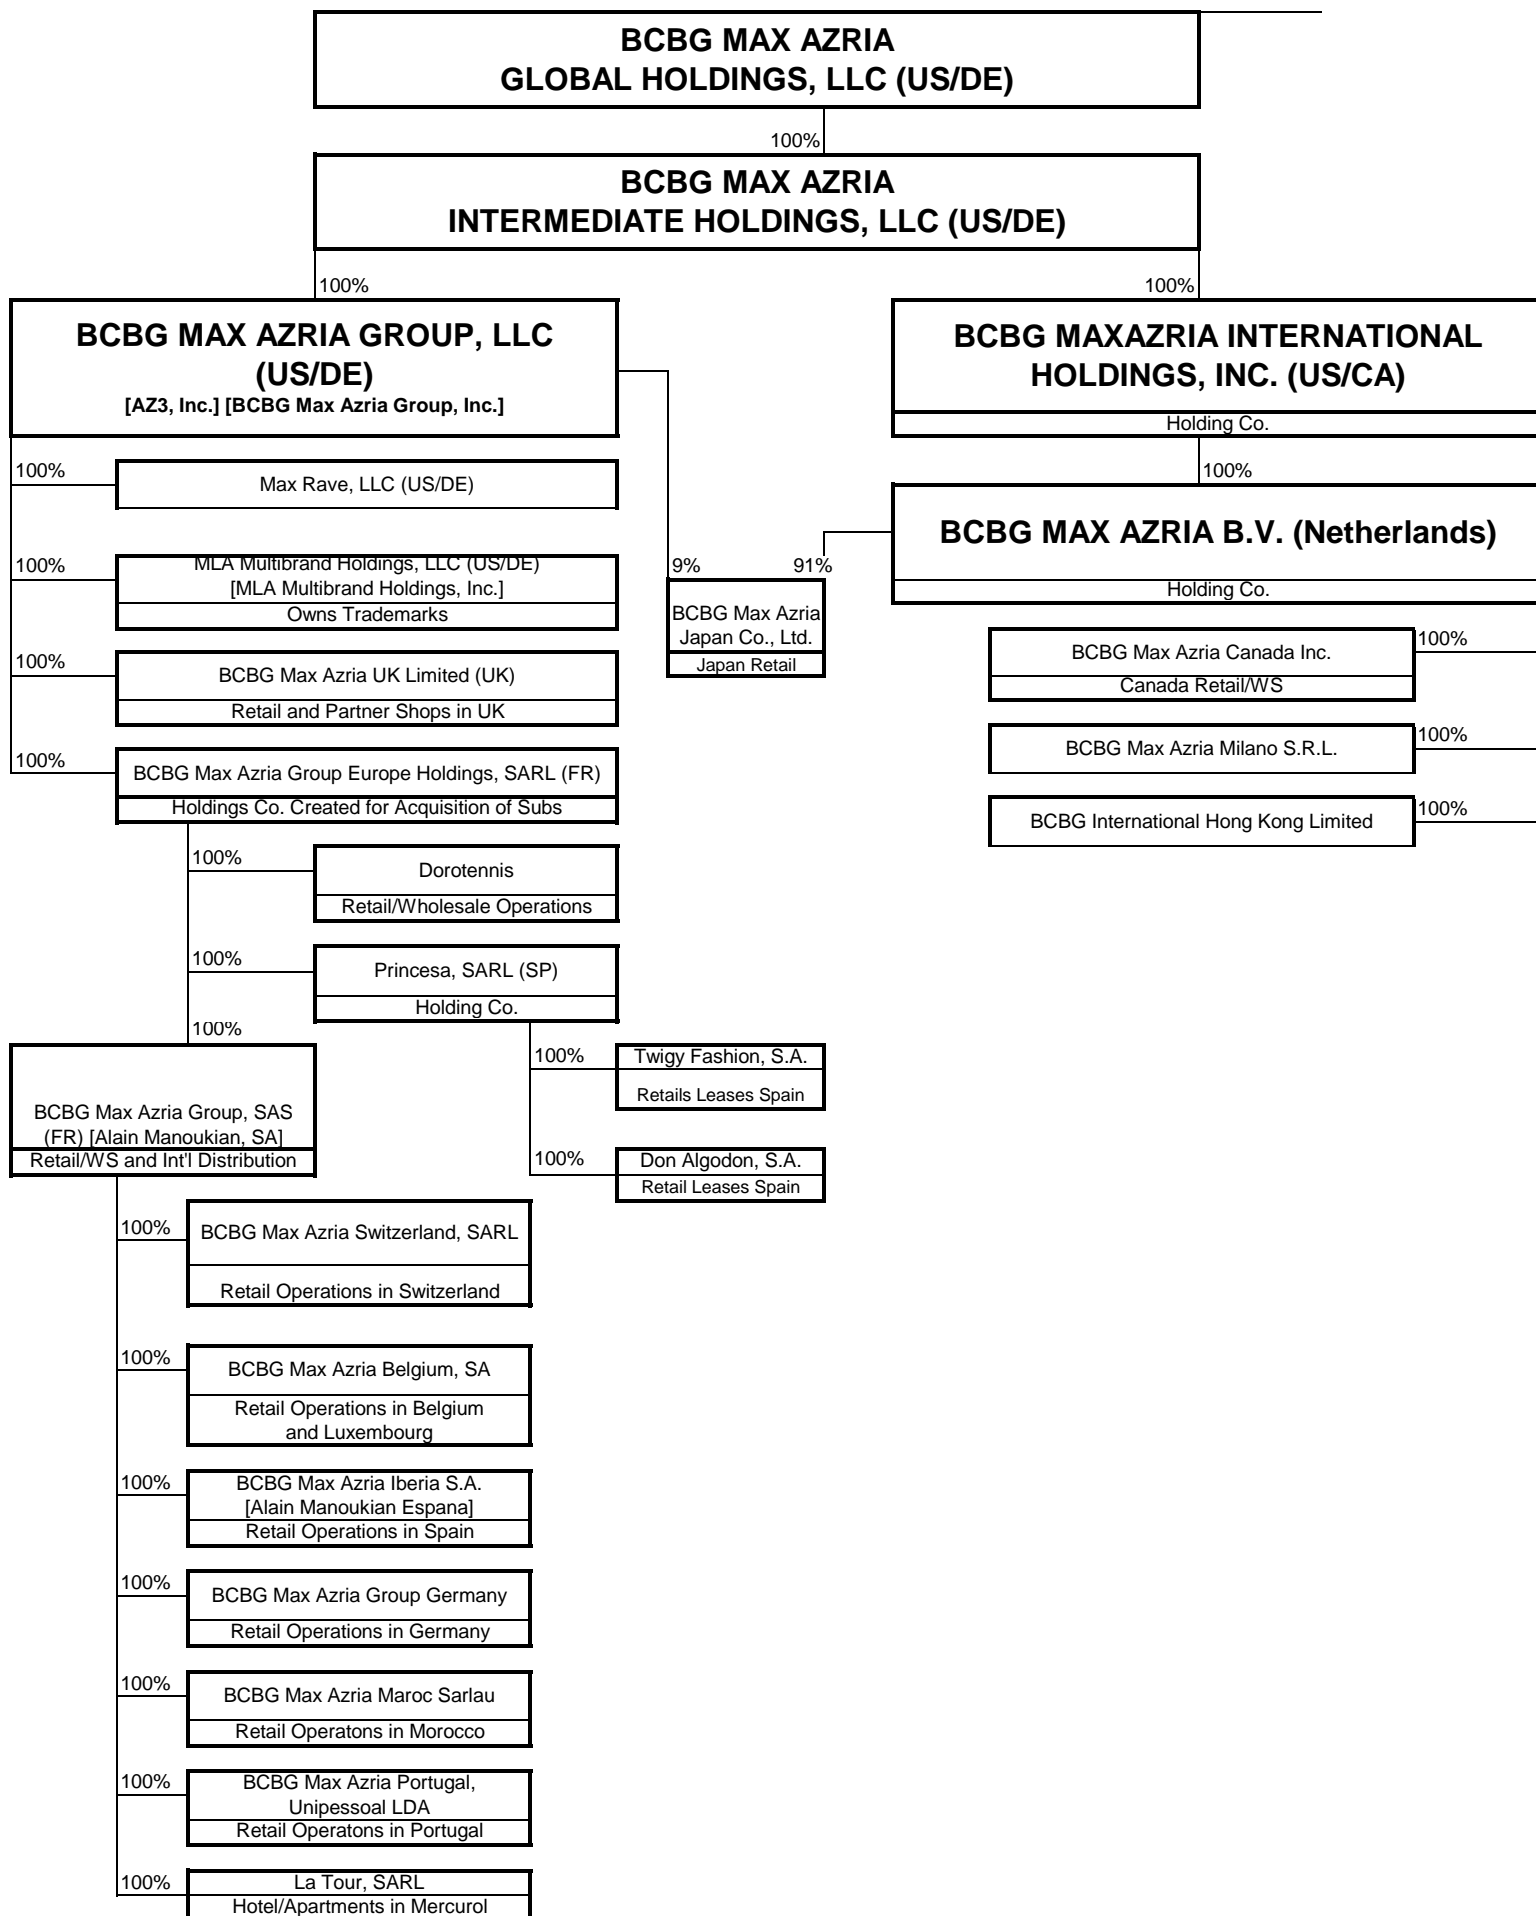 BCBG MAX AZRIA
GLOBAL HOLDINGS, LLC (US/DE)
100%
BCBG MAX AZRIA
INTERMEDIATE HOLDINGS, LLC (US/DE)
100%
100%
BCBG MAX AZRIA GROUP, LLC
(US/DE)
[AZ3, Inc.] [BCBG Max Azria Group, Inc.]
BCBG MAXAZRIA INTERNATIONAL
HOLDINGS, INC. (US/CA)
Holding Co.
100%
Max Rave, LLC (US/DE)
100%
BCBG MAX AZRIA B.V. (Netherlands)
Holding Co.
100%
MLA Multibrand Holdings, LLC (US/DE)
[MLA Multibrand Holdings, Inc.]
Owns Trademarks
9%
91%
BCBG Max Azria
Japan Co., Ltd.
Japan Retail
100%
BCBG Max Azria UK Limited (UK)
Retail and Partner Shops in UK
BCBG Max Azria Canada Inc.
Canada Retail/WS
100%
100%
BCBG Max Azria Group Europe Holdings, SARL (FR)
Holdings Co. Created for Acquisition of Subs
BCBG Max Azria Milano S.R.L.
100%
BCBG International Hong Kong Limited
100%
100%
Dorotennis
Retail/Wholesale Operations
100%
Princesa, SARL (SP)
Holding Co.
100%
BCBG Max Azria Group, SAS
(FR) [Alain Manoukian, SA]
Retail/WS and Int'l Distribution
100%
Twigy Fashion, S.A.
Retails Leases Spain
100%
Don Algodon, S.A.
Retail Leases Spain
100%
BCBG Max Azria Switzerland, SARL
Retail Operations in Switzerland
100%
BCBG Max Azria Belgium, SA
Retail Operations in Belgium
and Luxembourg
100%
BCBG Max Azria Iberia S.A.
[Alain Manoukian Espana]
Retail Operations in Spain
100%
BCBG Max Azria Group Germany
Retail Operations in Germany
100%
BCBG Max Azria Maroc Sarlau
Retail Operatons in Morocco
100%
BCBG Max Azria Portugal,
Unipessoal LDA
Retail Operatons in Portugal
100%
La Tour, SARL
Hotel/Apartments in Mercurol